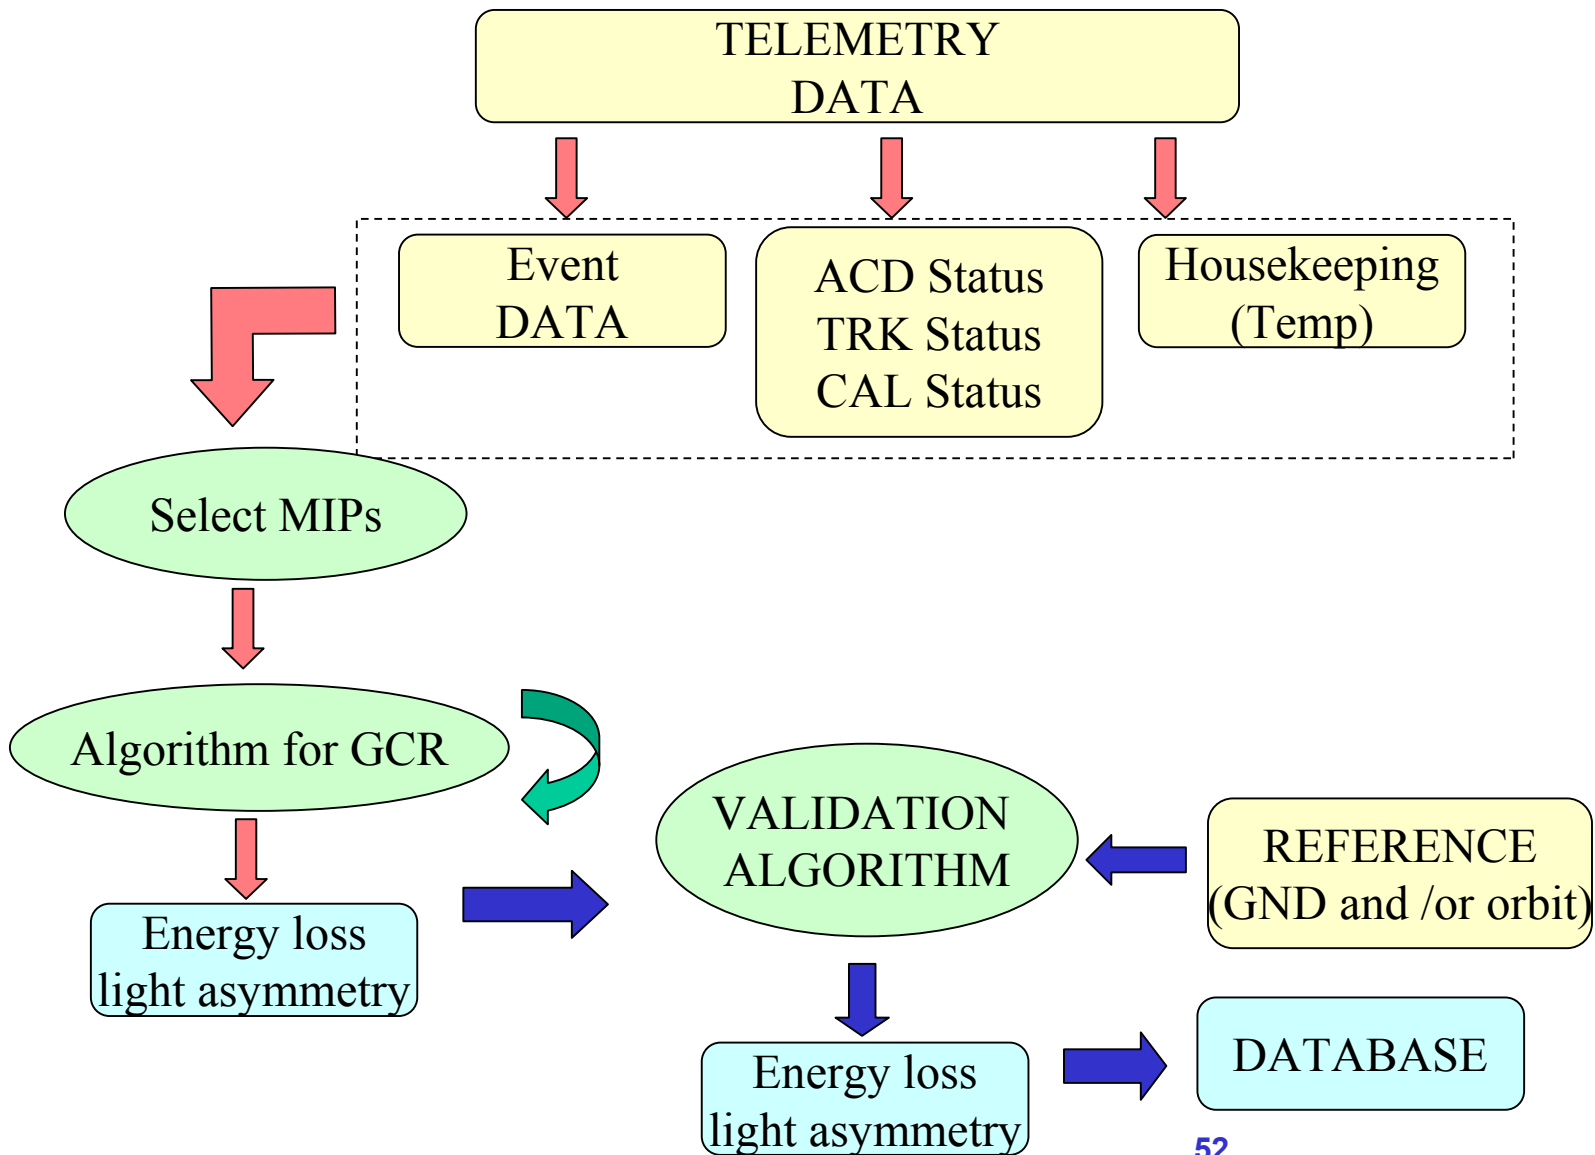 TELEMETRY
DATA
Event
DATA
ACD Status
TRK Status
CAL Status
Housekeeping
(Temp)
Select MIPs
Algorithm for GCR
Energy loss
light asymmetry
VALIDATION
ALGORITHM
REFERENCE
(GND and /or orbit)
Energy loss
light asymmetry
DATABASE
52